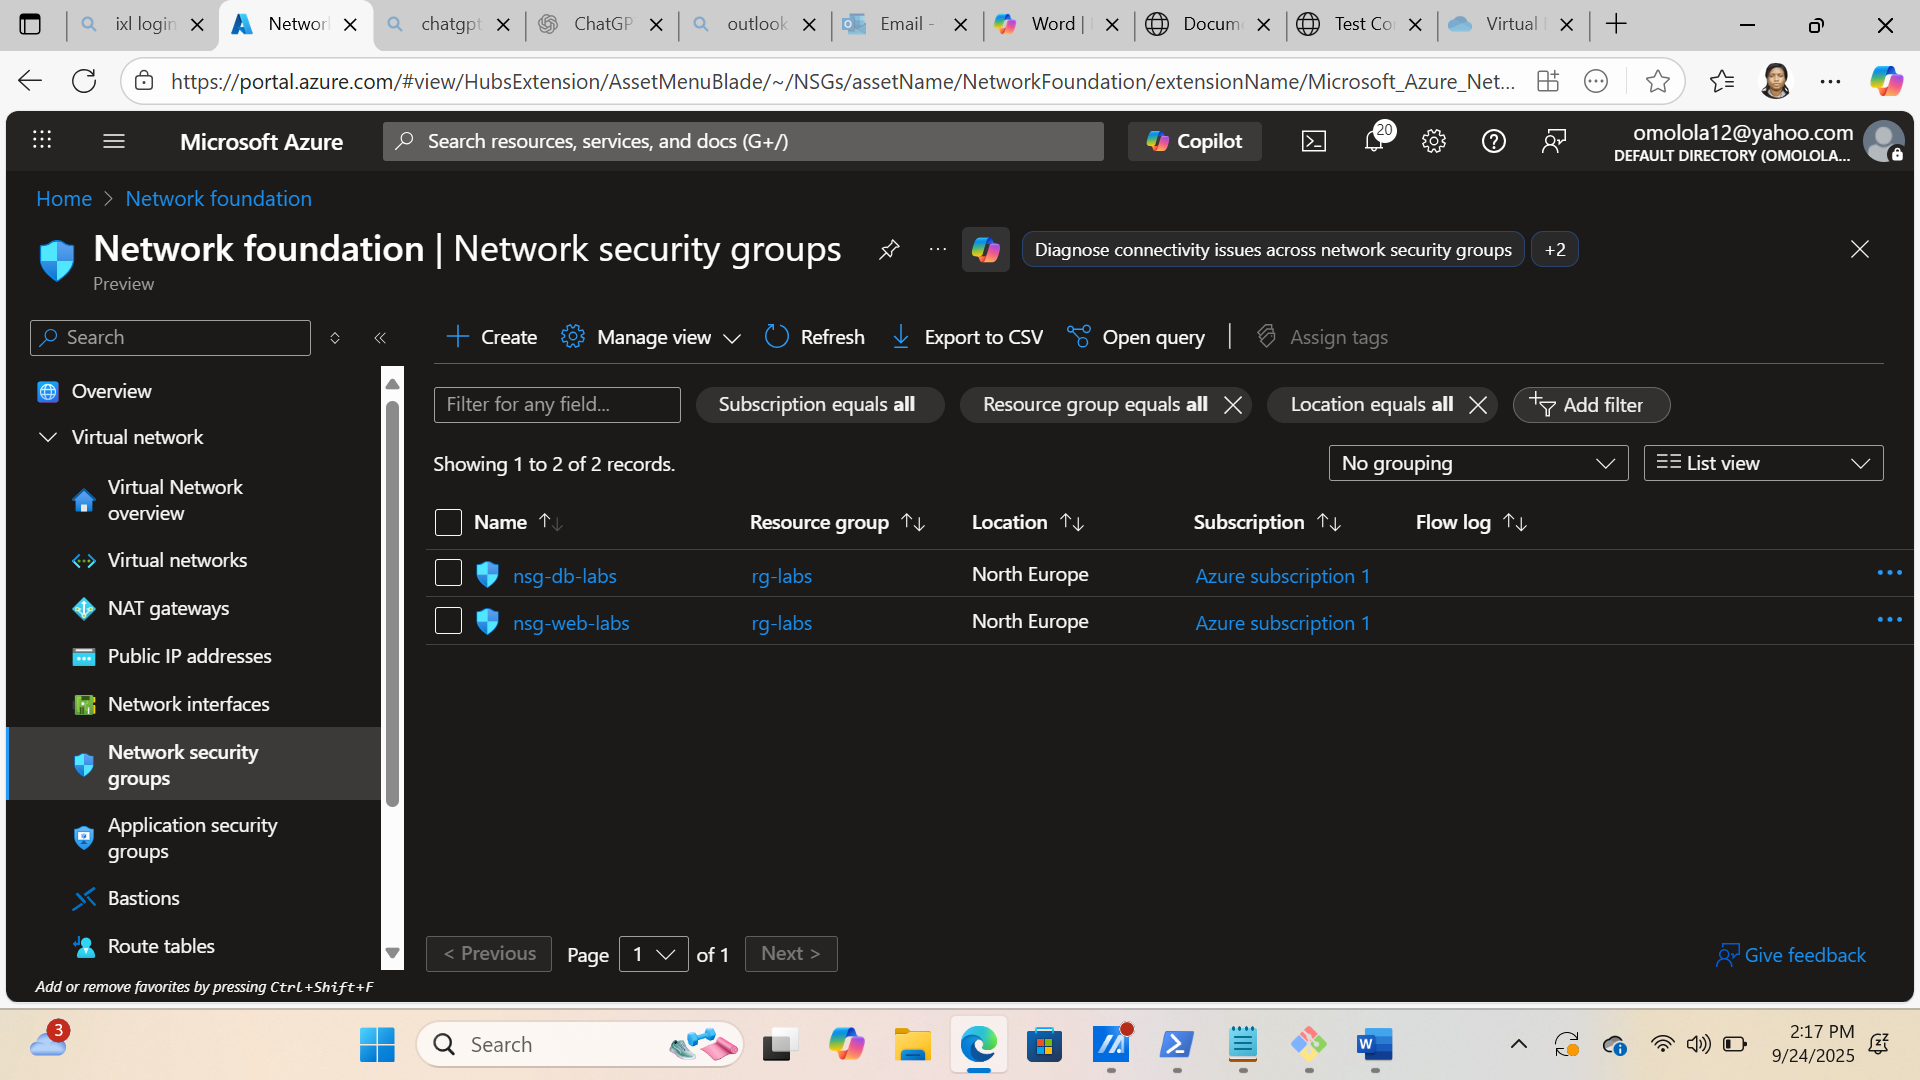 ixl login
Networ
chatgpt
ChatGP
outlook
Email -
Word |
Docume
Test Co
Virtual
https://portal.azure.com/#view/HubsExtension/AssetMenuBlade/~/NSGs/assetName/NetworkFoundation/extensionName/Microsoft_Azure_Net...
Microsoft Azure
Search resources, services, and docs (G+/)
Copilot
20
omolola12@yahoo.com
DEFAULT DIRECTORY (OMOLOLA...
Home > Network foundation
Network foundation | Network security groups
Diagnose connectivity issues across network security groups
+2
Preview
Search
Create
Manage view
Refresh
Export to CSV
Open query
Assign tags
Overview
Virtual network
Virtual Network
overview
Virtual networks
NAT gateways
Public IP addresses
Network interfaces
Network security
groups
Application security
groups
Bastions
Route tables
Add or remove favorites by pressing Ctrl+Shift+F
Filter for any field...
Subscription equals all
Resource group equals all
Location equals all
Add filter
Showing 1 to 2 of 2 records.
No grouping
List view
Name Resource group Location Subscription Flow log
nsg-db-labs rg-labs North Europe Azure subscription 1
nsg-web-labs rg-labs North Europe Azure subscription 1
< Previous
Page 1 of 1
Next >
Give feedback
3
Search
2:17 PM
9/24/2025